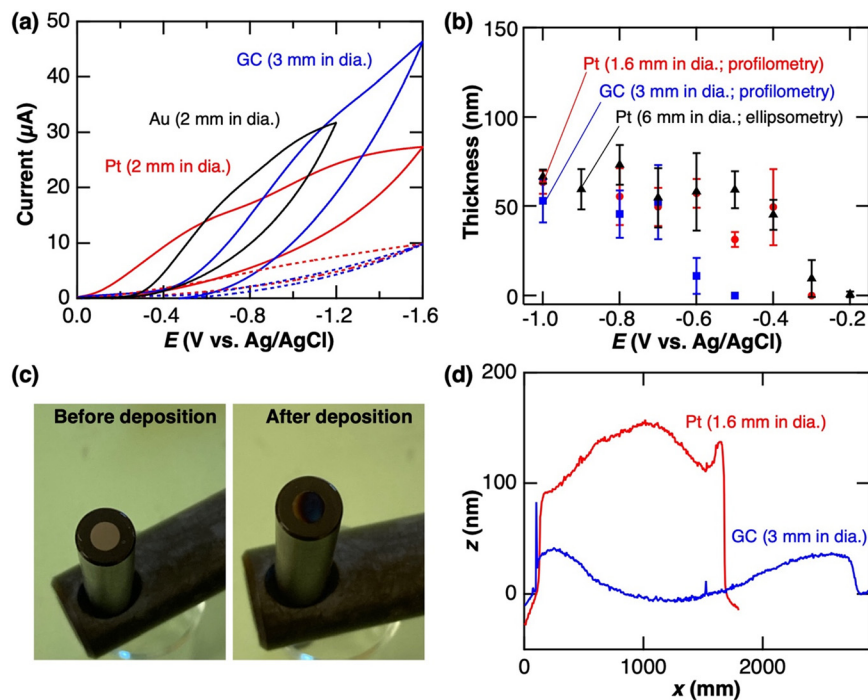 (a)
50
40
30
20
10
0
Current (µA)
GC (3 mm in dia.)
Au (2 mm in dia.)
Pt (2 mm in dia.)
0.0
-0.4
-0.8
-1.2
-1.6
E (V vs. Ag/AgCl)
(b)
150
100
50
0
Thickness (nm)
Pt (1.6 mm in dia.; profilometry)
GC (3 mm in dia.; profilometry)
Pt (6 mm in dia.; ellipsometry)
-1.0
-0.8
-0.6
-0.4
-0.2
E (V vs. Ag/AgCl)
(c)
Before deposition
After deposition
(d)
200
100
0
z (nm)
Pt (1.6 mm in dia.)
GC (3 mm in dia.)
0
1000
2000
x (mm)